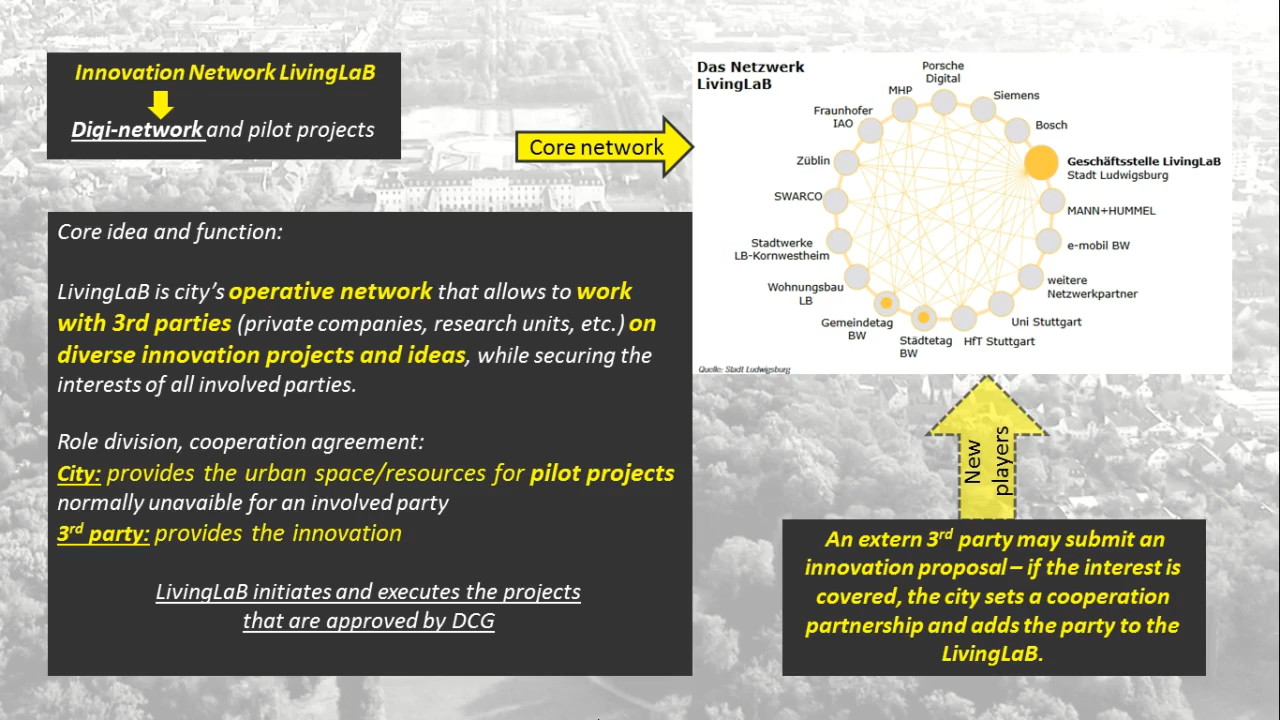 Innovation Network LivingLaB
Digi-network and pilot projects
Core network
Core idea and function:
LivingLaB is city's operative network that allows to work
with 3rd parties (private companies, research units, etc.) on
diverse innovation projects and ideas, while securing the
interests of all involved parties.
Role division, cooperation agreement:
City: provides the urban space/resources for pilot projects
normally unavaible for an involved party
3rd party: provides the innovation
LivingLaB initiates and executes the projects
that are approved by DCG
Das Netzwerk
LivingLaB
Porsche
Digital
Siemens
Bosch
Geschäftsstelle LivingLaB
Stadt Ludwigsburg
MANN+HUMMEL
e-mobil BW
weitere
Netzwerkpartner
Uni Stuttgart
HfT Stuttgart
Städtetag
BW
Gemeindetag
BW
Wohnungsbau
LB
Stadtwerke
LB-Kornwestheim
SWARCO
Züblin
Fraunhofer
IAO
MHP
Quelle: Stadt Ludwigsburg
New
players
An extern 3rd party may submit an
innovation proposal – if the interest is
covered, the city sets a cooperation
partnership and adds the party to the
LivingLaB.